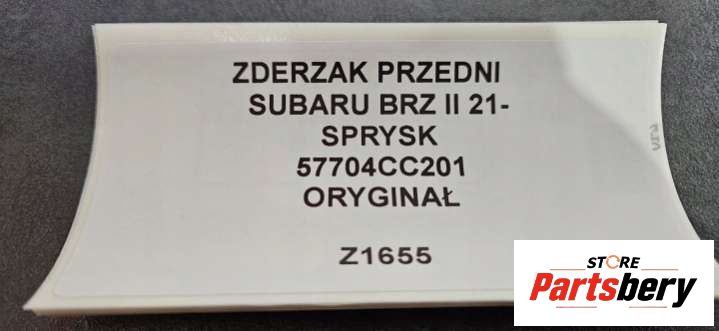 ZDERZAK PRZEDNI
SUBARU BRZ II 21-
SPRYSK
57704CC201
ORYGINAŁ
Z1655
STORE
Partsbery